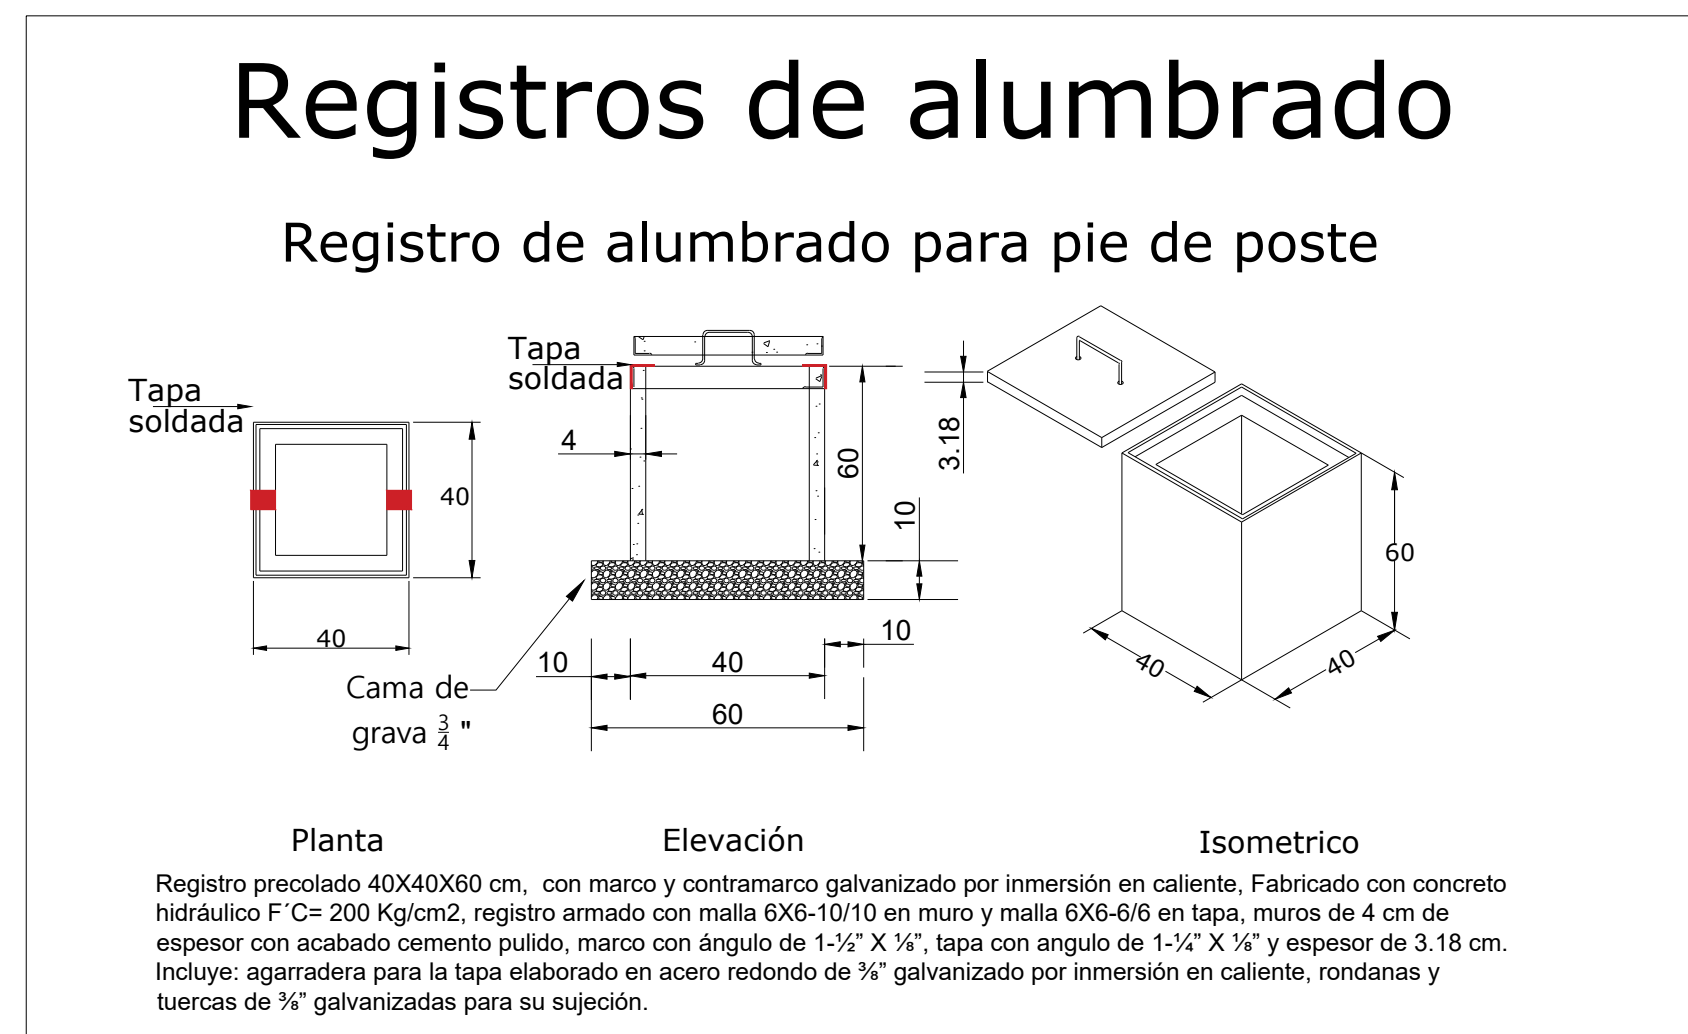 Registros de alumbrado
Registro de alumbrado para pie de poste
Tapa
soldada
40
40
Tapa
soldada
4
60
10
3.18
Cama de
grava 3/4 "
10
40
10
60
60
40
40
Planta
Elevación
Isometrico
Registro precolado 40X40X60 cm, con marco y contramarco galvanizado por inmersión en caliente, Fabricado con concreto
hidráulico F´C= 200 Kg/cm2, registro armado con malla 6X6-10/10 en muro y malla 6X6-6/6 en tapa, muros de 4 cm de
espesor con acabado cemento pulido, marco con ángulo de 1-½” X ⅛”, tapa con angulo de 1-¼” X ⅛” y espesor de 3.18 cm.
Incluye: agarradera para la tapa elaborado en acero redondo de ⅜” galvanizado por inmersión en caliente, rondanas y
tuercas de ⅜” galvanizadas para su sujeción.